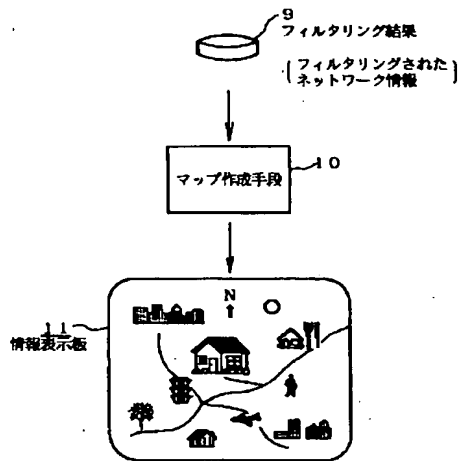 9
フィルタリング結果
(フィルタリングされた
ネットワーク情報)
10
マップ作成手段
11
情報表示板
N